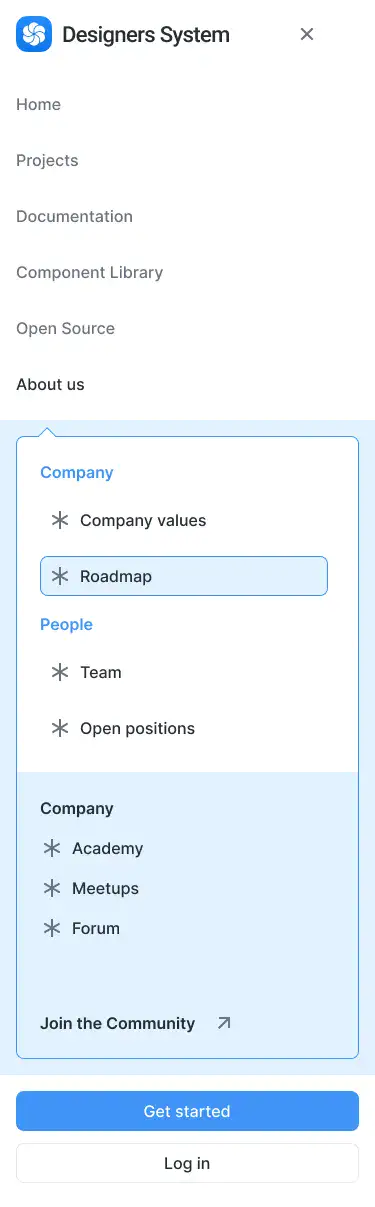 Designers System
Home
Projects
Documentation
Component Library
Open Source
About us
Company
Company values
Roadmap
People
Team
Open positions
Company
Academy
Meetups
Forum
Join the Community
Get started
Log in